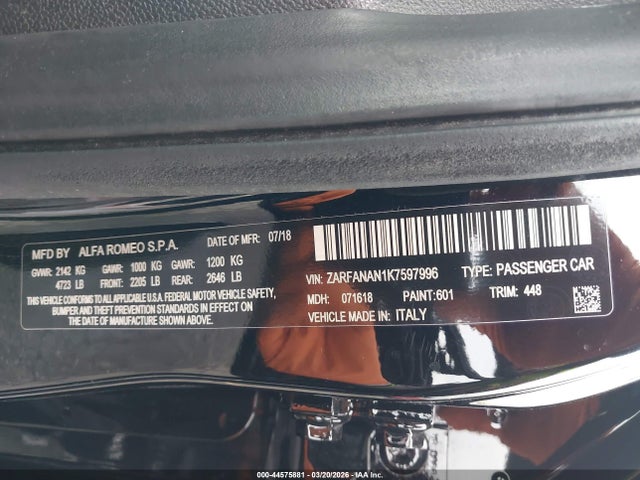 MFD BY ALFA ROMEO S.P.A. DATE OF MFR: 07/18
GVWR: 2142 KG GAWR: 1000 KG GAWR: 1200 KG
4723 LB FRONT: 2205 LB REAR: 2646 LB
THIS VEHICLE CONFORMS TO ALL APPLICABLE U.S. FEDERAL MOTOR VEHICLE SAFETY,
BUMPER AND THEFT PREVENTION STANDARDS IN EFFECT ON
THE DATE OF MANUFACTURE SHOWN ABOVE.
VIN: ZARFANAN1K7597996 TYPE: PASSENGER CAR
MDH: 071618 PAINT:601 TRIM: 448
VEHICLE MADE IN: ITALY
000-44575881 - 03/20/2026 - IAA Inc.